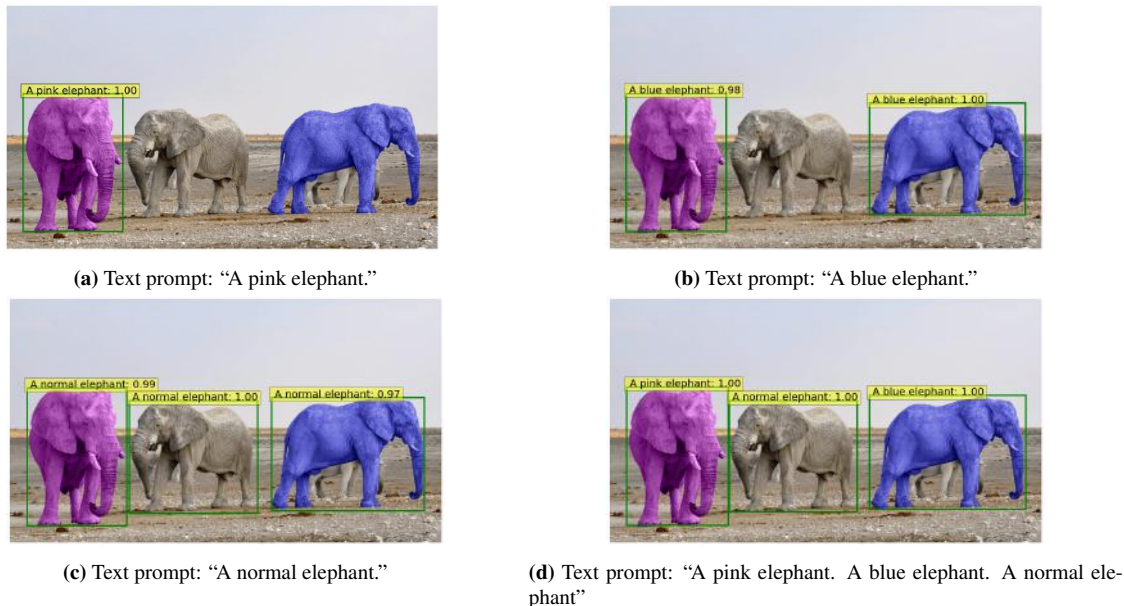 A pink elephant: 1.00
(a) Text prompt: “A pink elephant.”
A blue elephant: 0.98
A blue elephant: 1.00
(b) Text prompt: “A blue elephant.”
A normal elephant: 0.99
A normal elephant: 1.00
A normal elephant: 0.97
(c) Text prompt: “A normal elephant.”
A pink elephant: 1.00
A normal elephant: 1.00
A blue elephant: 1.00
(d) Text prompt: “A pink elephant. A blue elephant. A normal ele-
phant”